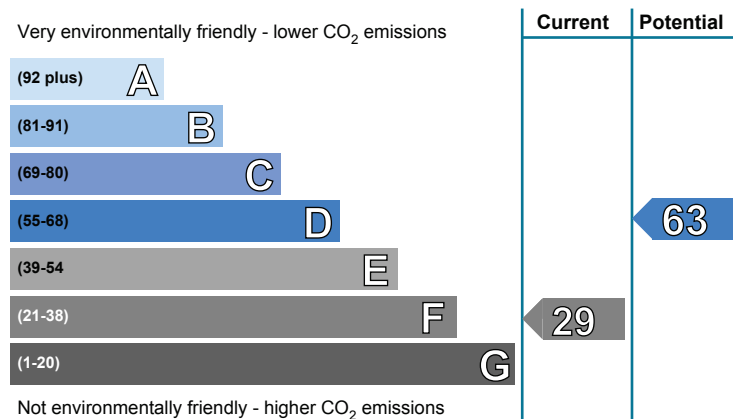 Current Potential
Very environmentally friendly - lower CO₂ emissions
(92 plus) A
(81-91) B
(69-80) C
(55-68) D 63
(39-54 E
(21-38) F 29
(1-20) G
Not environmentally friendly - higher CO₂ emissions